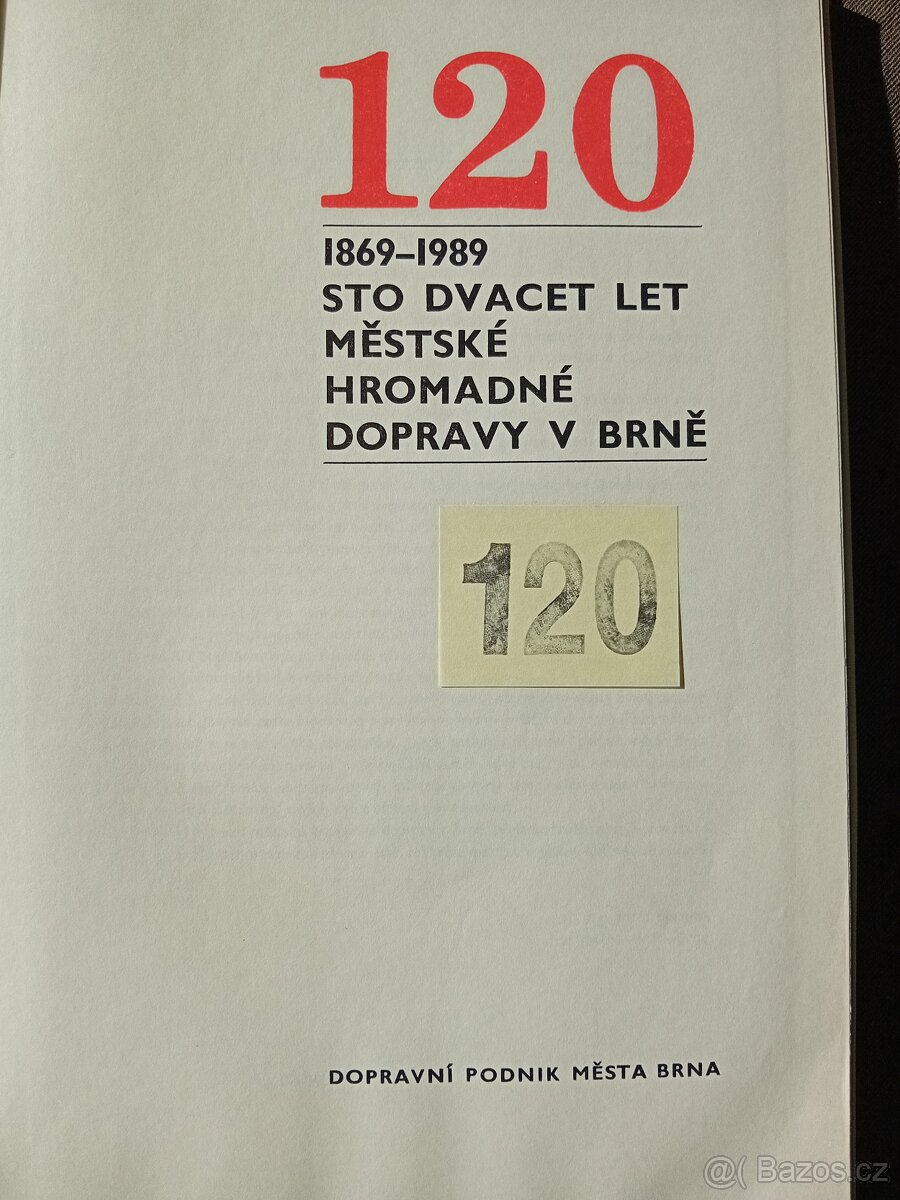 120
1869–1989
STO DVACET LET
MĚSTSKÉ
HROMADNÉ
DOPRAVY V BRNĚ
120
DOPRAVNÍ PODNIK MĚSTA BRNA
@( Bazos.cz